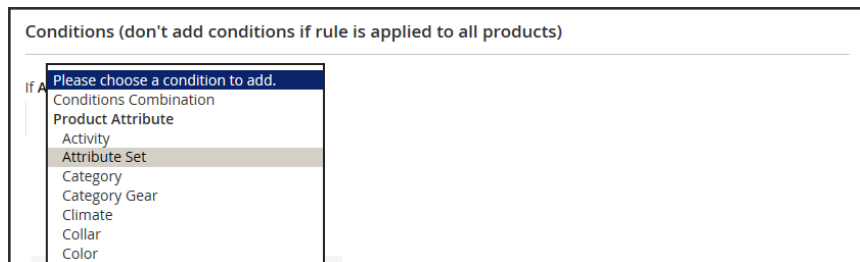 Conditions (don't add conditions if rule is applied to all products)
If A
Please choose a condition to add.
Conditions Combination
Product Attribute
Activity
Attribute Set
Category
Category Gear
Climate
Collar
Color